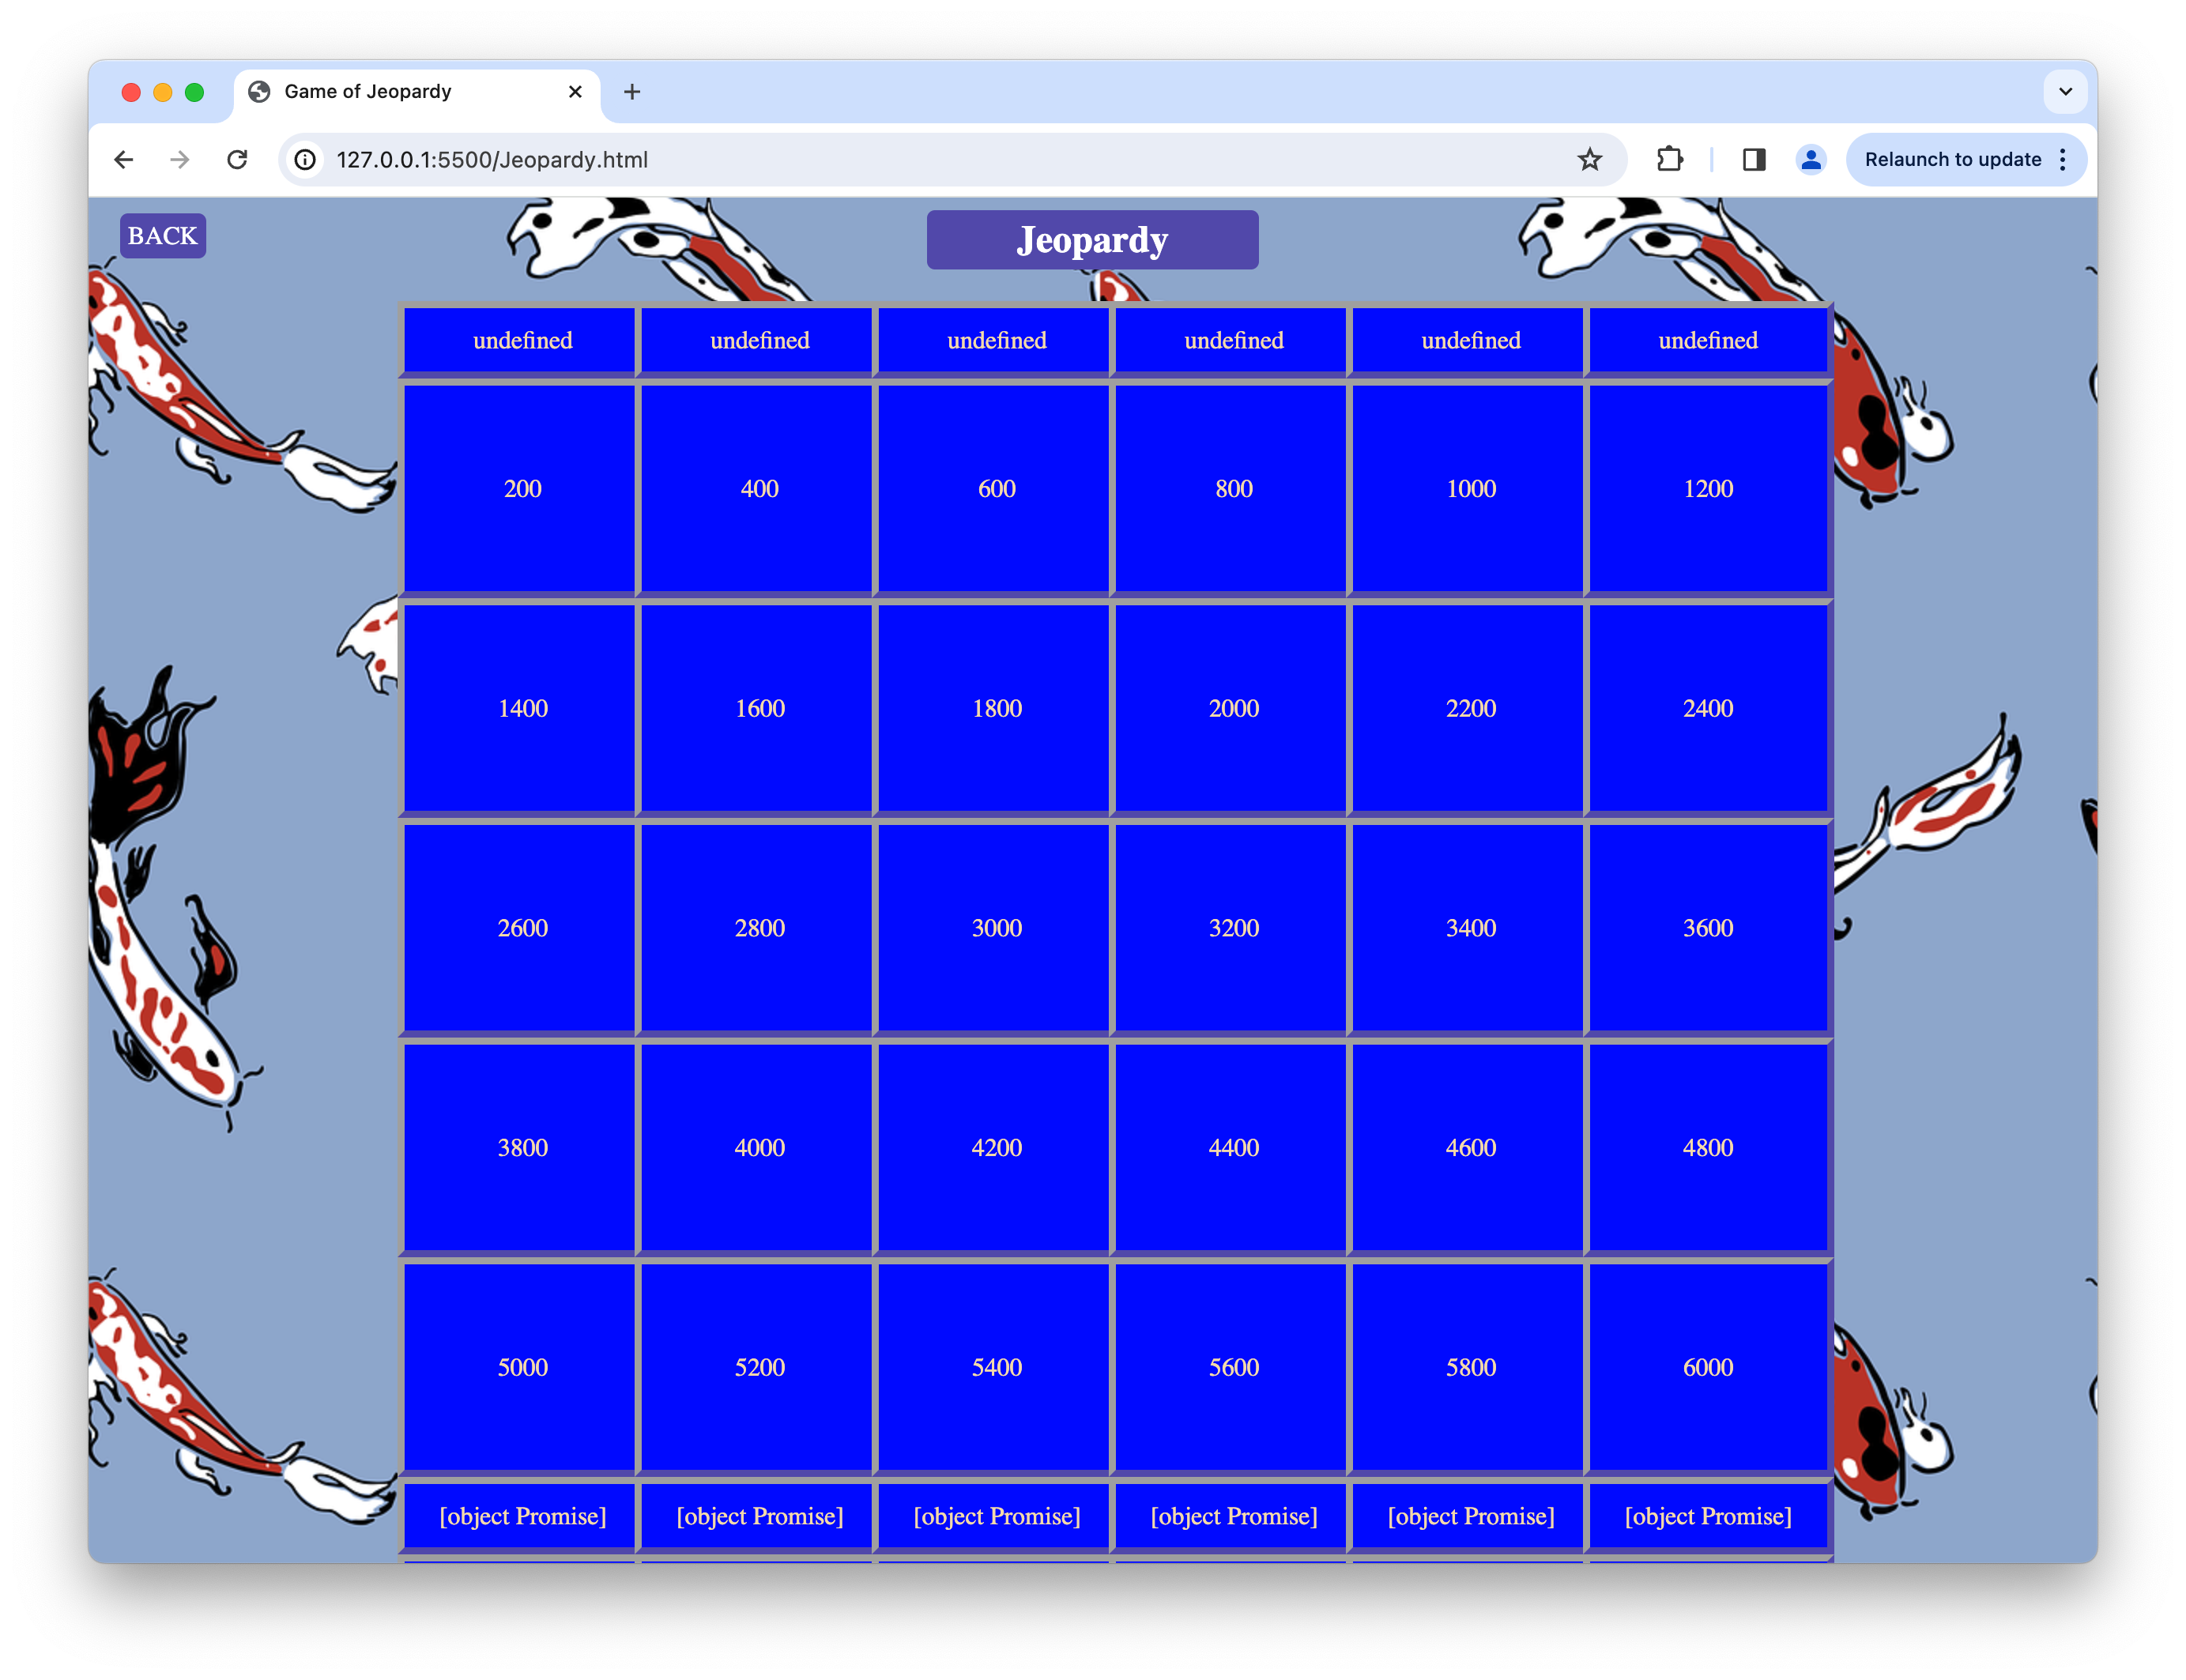 Game of Jeopardy
127.0.0.1:5500/Jeopardy.html
Relaunch to update
BACK
Jeopardy
undefined undefined undefined undefined undefined undefined
200 400 600 800 1000 1200
1400 1600 1800 2000 2200 2400
2600 2800 3000 3200 3400 3600
3800 4000 4200 4400 4600 4800
5000 5200 5400 5600 5800 6000
[object Promise] [object Promise] [object Promise] [object Promise] [object Promise] [object Promise]